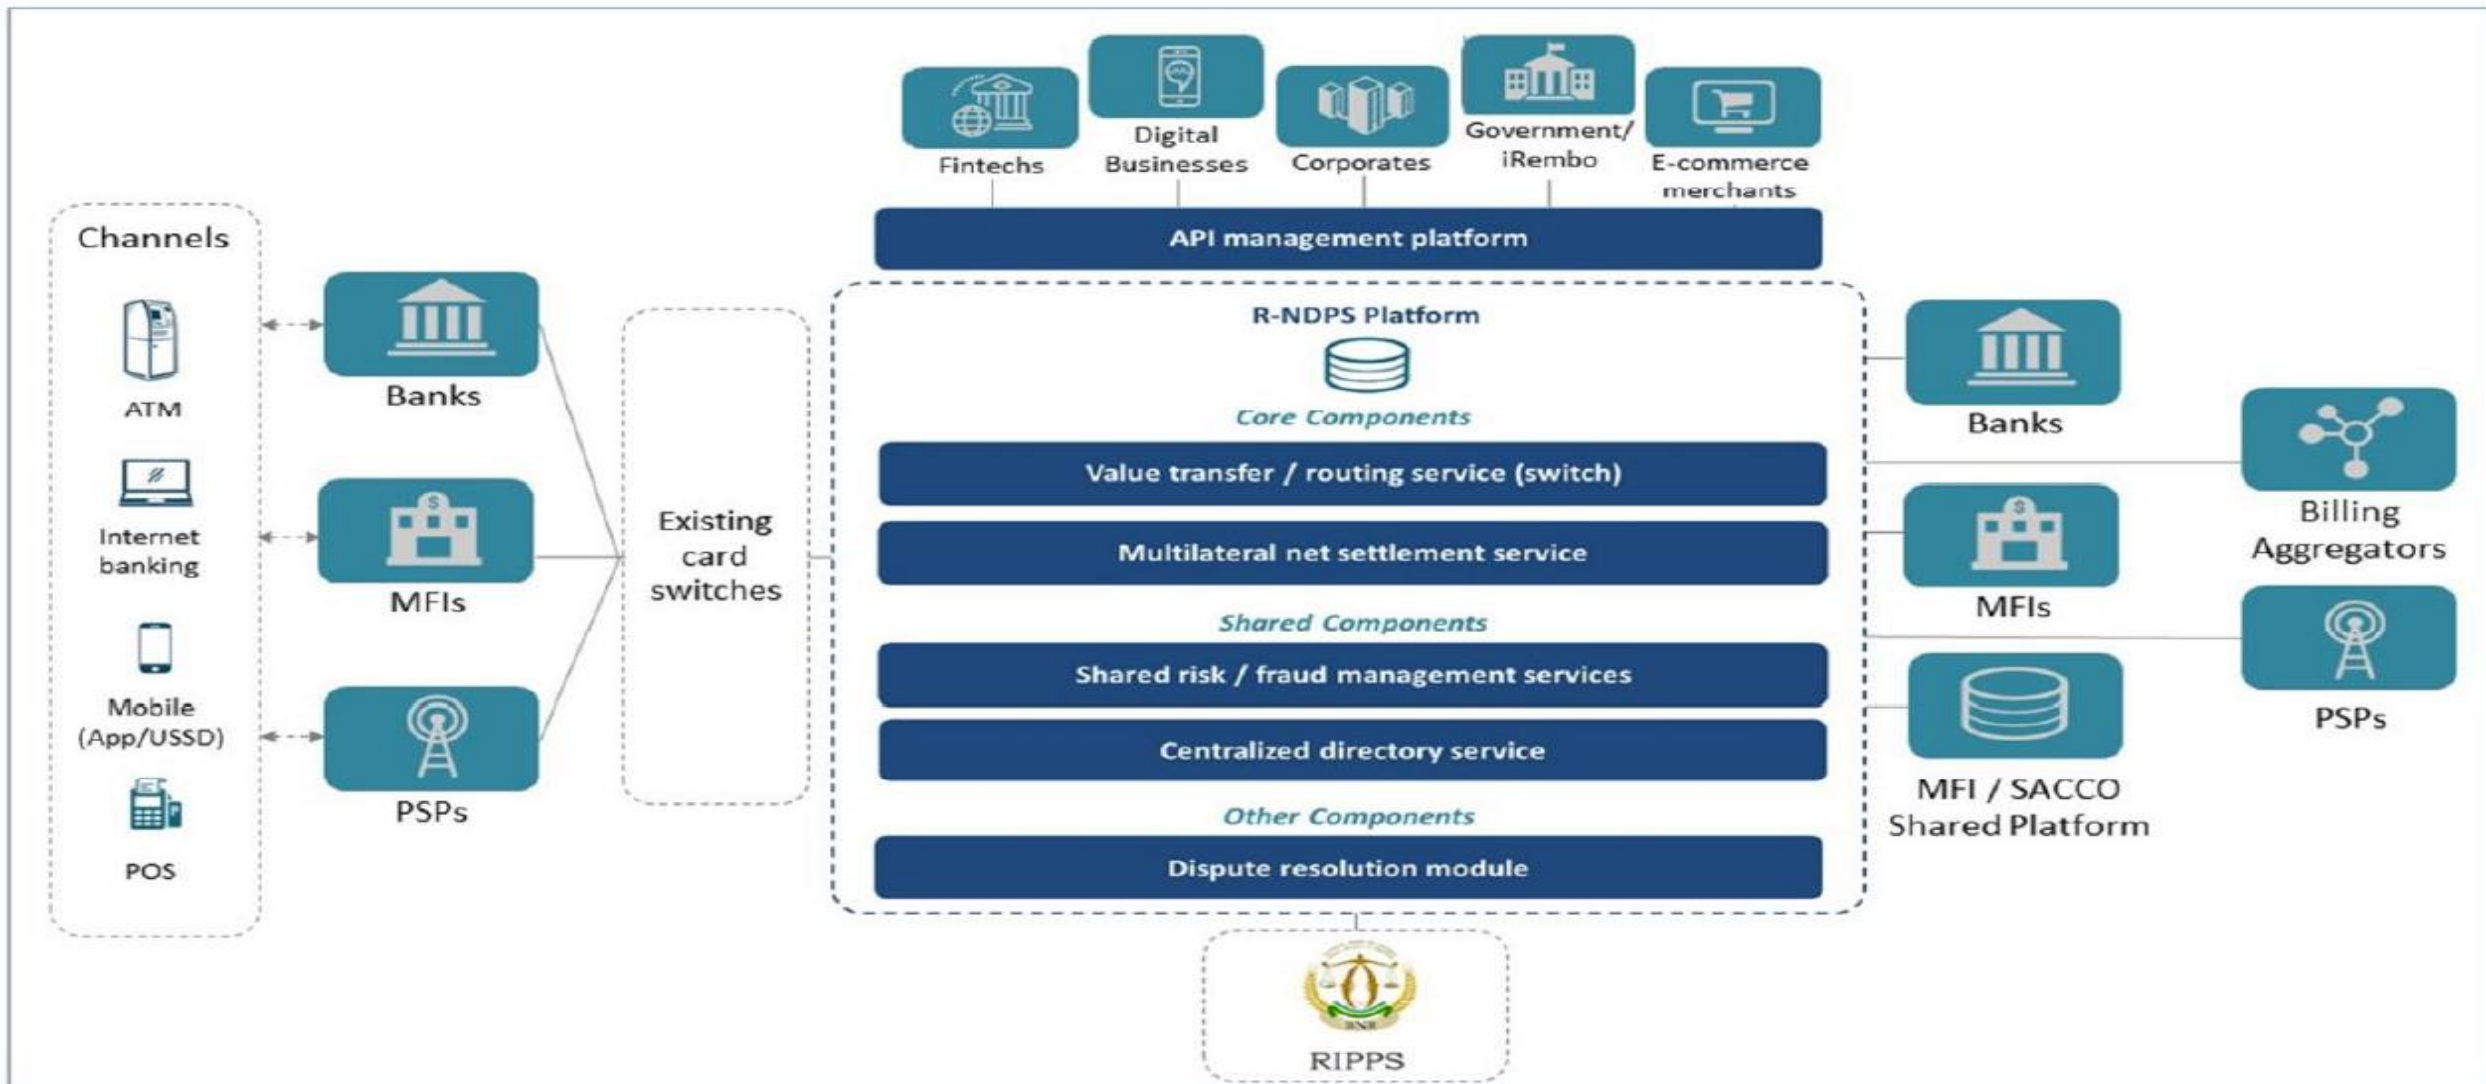 Fintechs
Digital
Businesses
Corporates
Government/
iRembo
E-commerce
merchants
API management platform
Channels
ATM
Internet
banking
Mobile
(App/USSD)
POS
Banks
MFIs
PSPs
Existing
card
switches
R-NDPS Platform
Core Components
Value transfer / routing service (switch)
Multilateral net settlement service
Shared Components
Shared risk / fraud management services
Centralized directory service
Other Components
Dispute resolution module
Banks
MFIs
MFI / SACCO
Shared Platform
Billing
Aggregators
PSPs
BNR
RIPPS